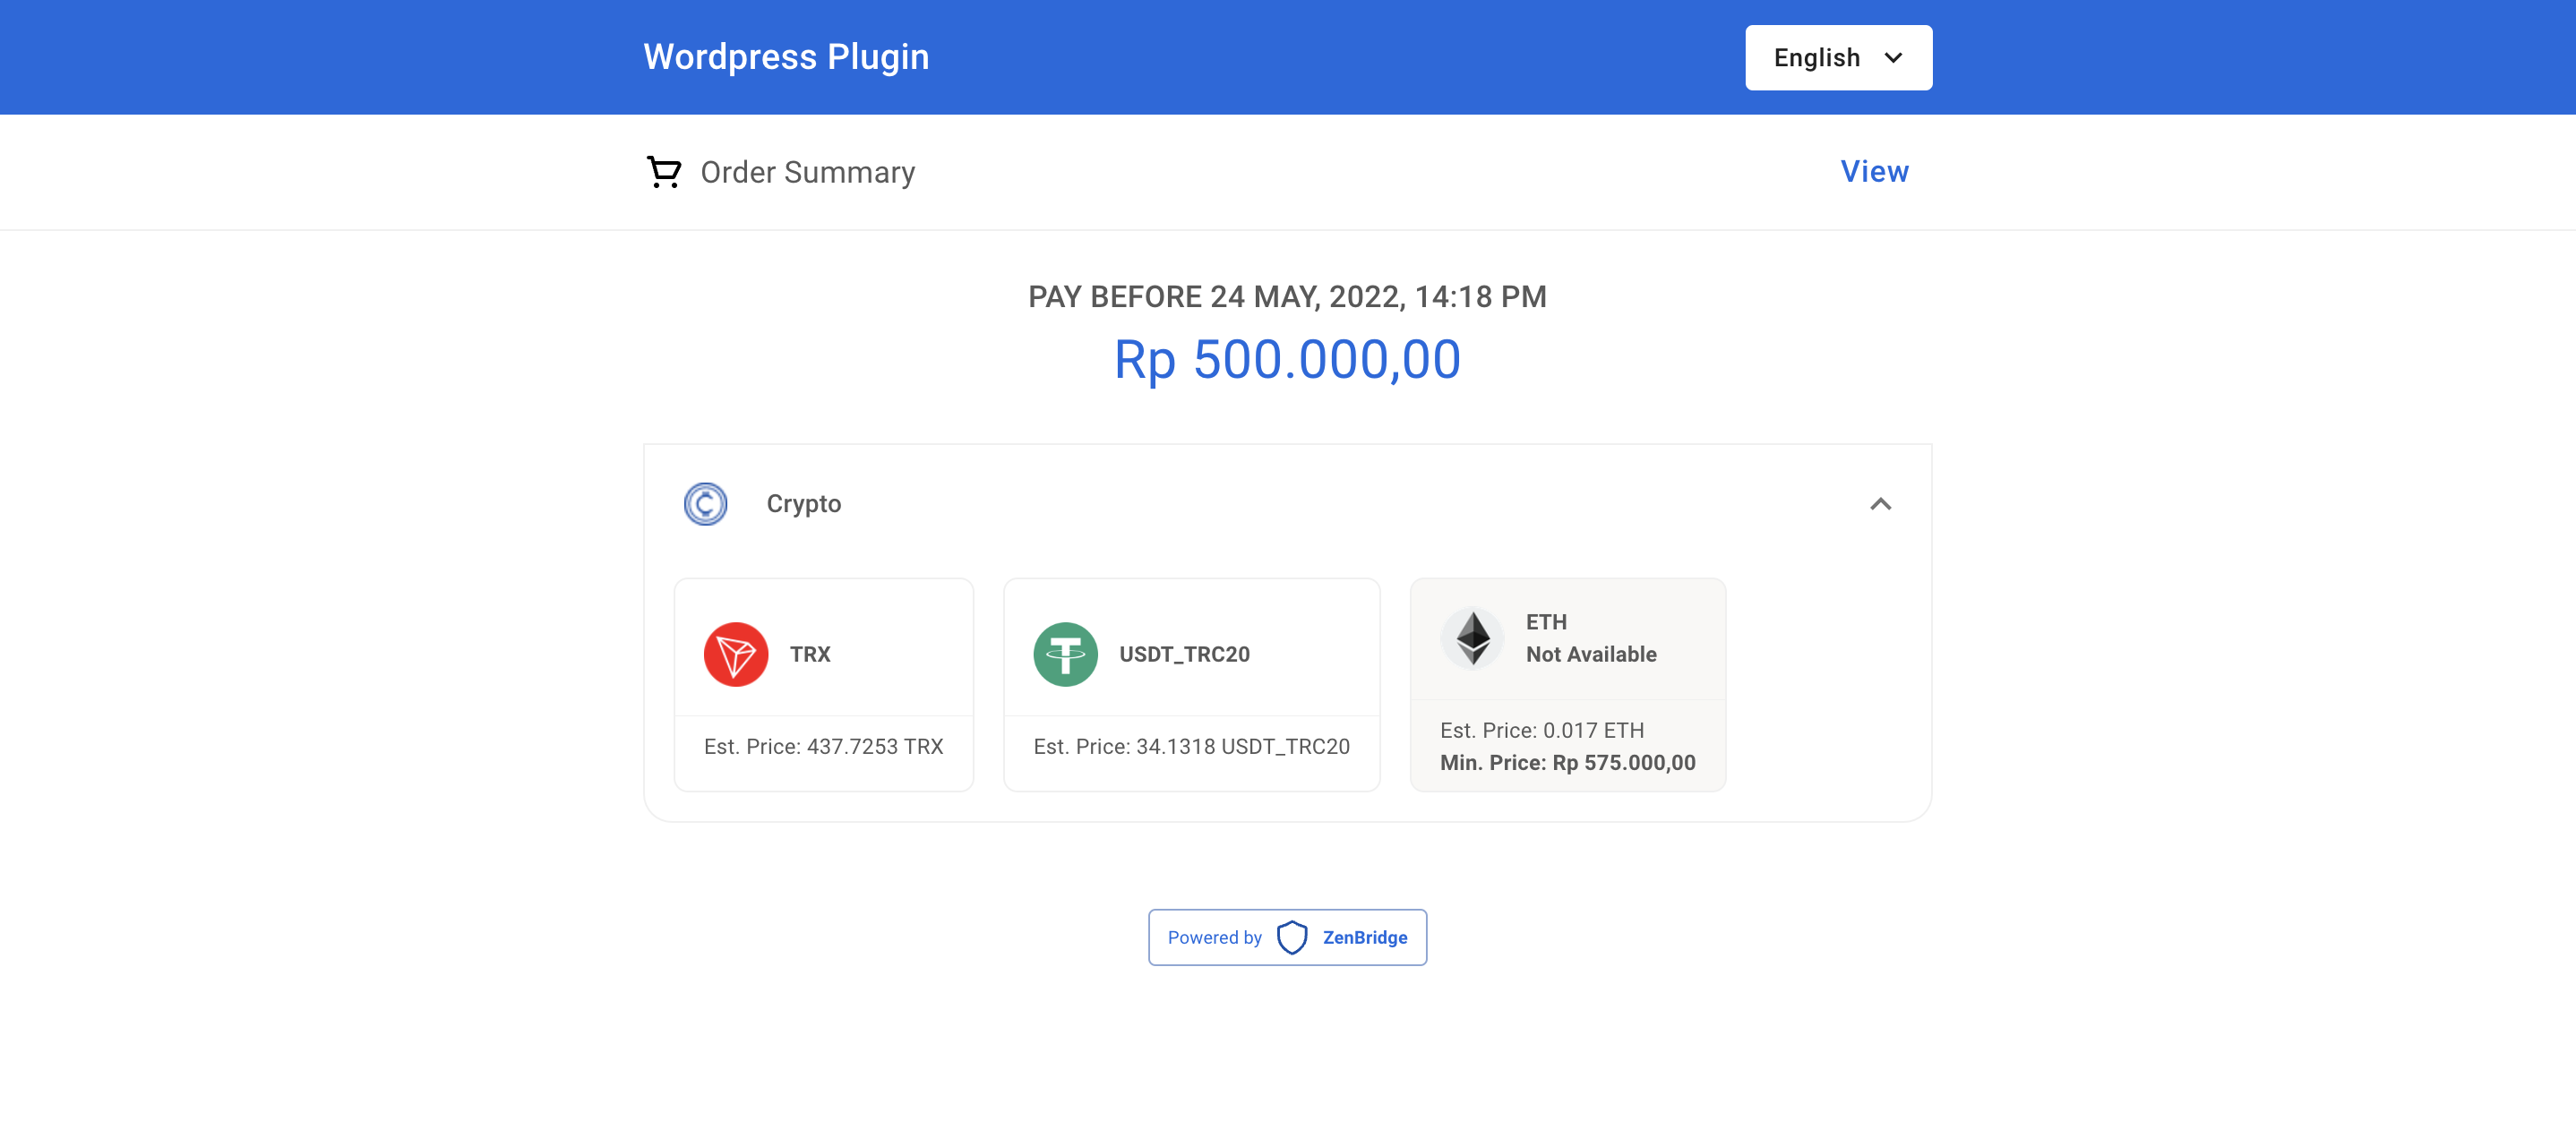 Wordpress Plugin
English
Order Summary
View
PAY BEFORE 24 MAY, 2022, 14:18 PM
Rp 500.000,00
Crypto
TRX
Est. Price: 437.7253 TRX
USDT_TRC20
Est. Price: 34.1318 USDT_TRC20
ETH
Not Available
Est. Price: 0.017 ETH
Min. Price: Rp 575.000,00
Powered by ZenBridge